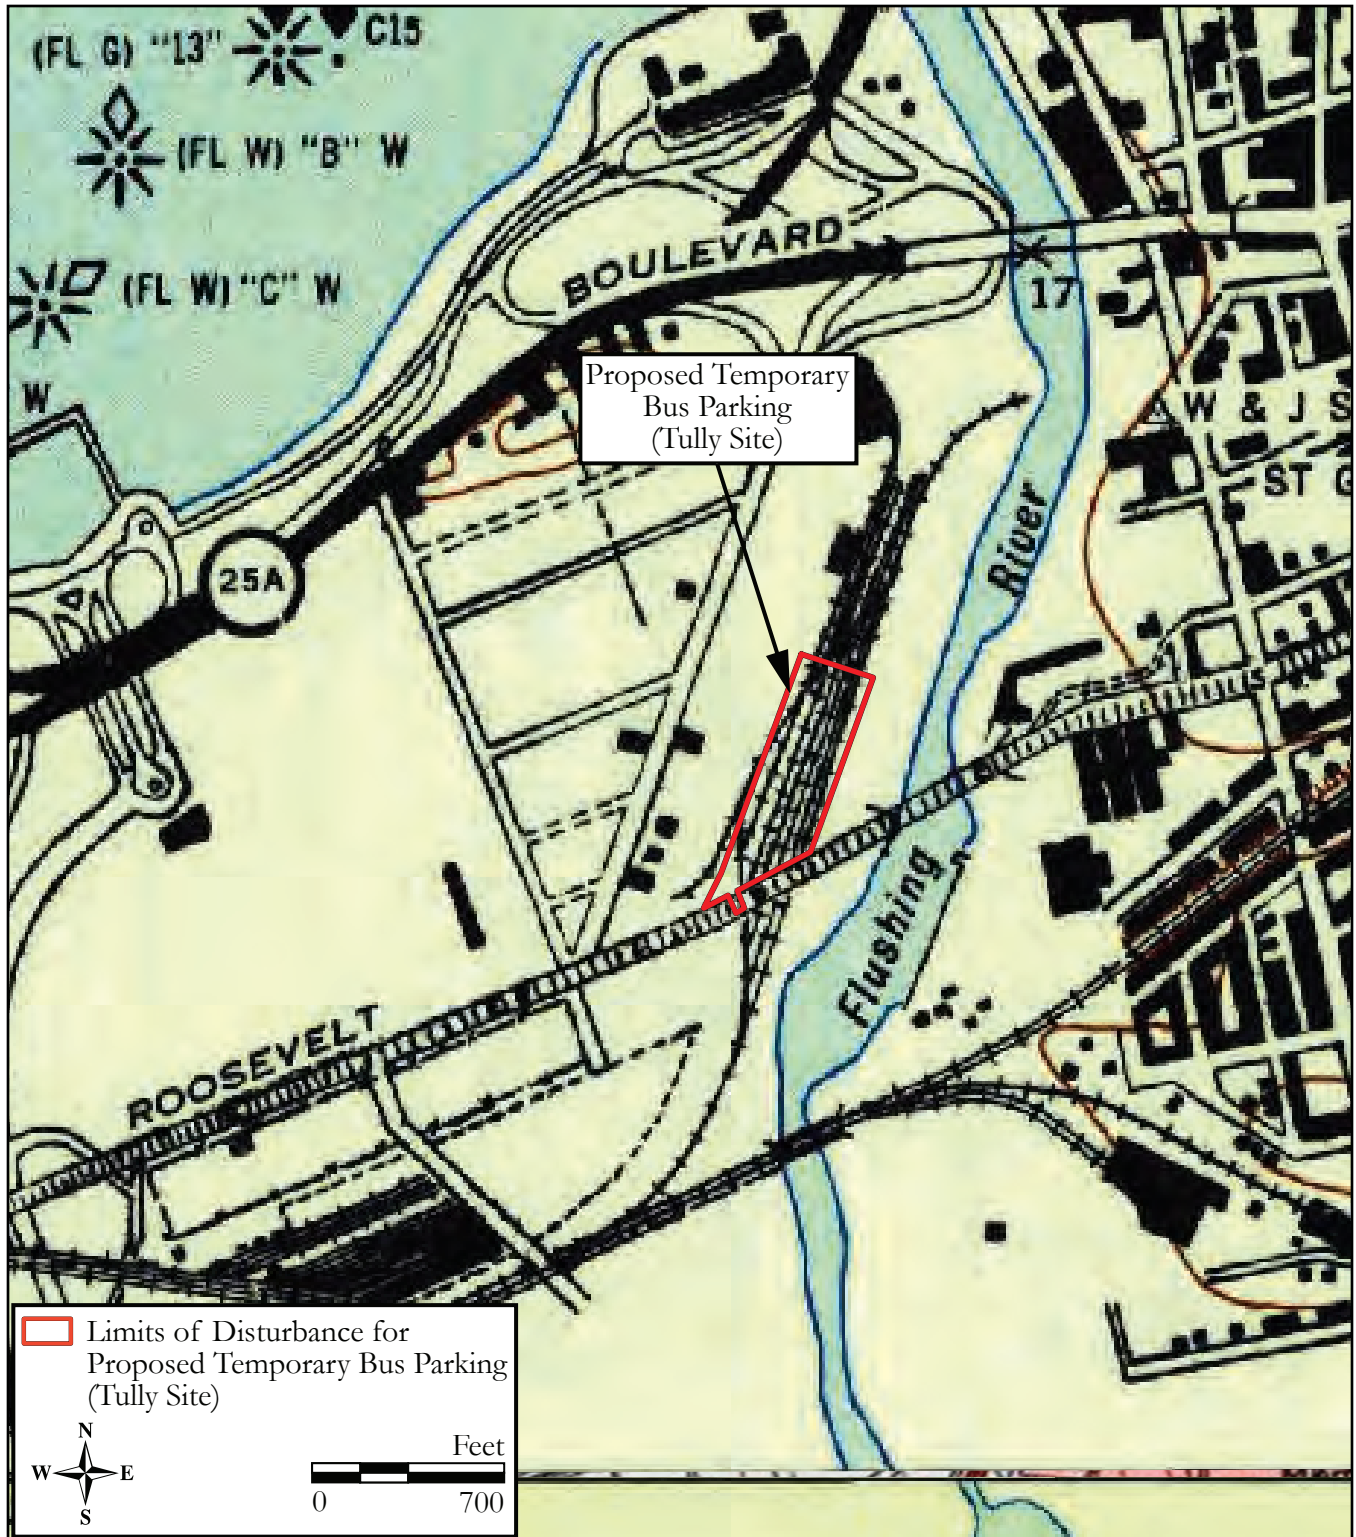 (FL G) "13"
C15
(FL W) "B" W
(FL W) "C" W
W
BOULEVARD
17
Proposed Temporary
Bus Parking
(Tully Site)
W & J S
ST G
River
25A
Flushing
ROOSEVELT
Limits of Disturbance for
Proposed Temporary Bus Parking
(Tully Site)
N
W E
S
Feet
0 700